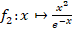 f₂: x ↦ x²/e⁻ˣ